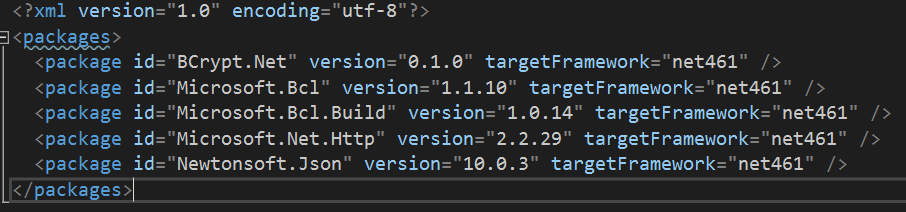 <?xml version="1.0" encoding="utf-8"?>
<packages>
  <package id="BCrypt.Net" version="0.1.0" targetFramework="net461" />
  <package id="Microsoft.Bcl" version="1.1.10" targetFramework="net461" />
  <package id="Microsoft.Bcl.Build" version="1.0.14" targetFramework="net461" />
  <package id="Microsoft.Net.Http" version="2.2.29" targetFramework="net461" />
  <package id="Newtonsoft.Json" version="10.0.3" targetFramework="net461" />
</packages>